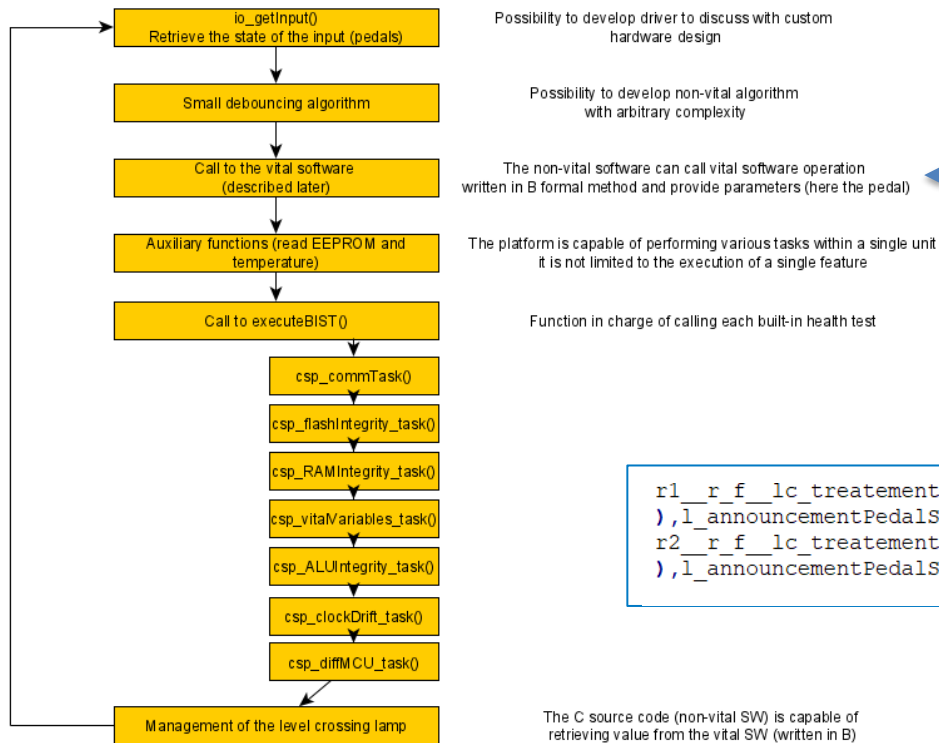 io_getInput()
Retrieve the state of the input (pedals)
Possibility to develop driver to discuss with custom
hardware design
Small debouncing algorithm
Possibility to develop non-vital algorithm
with arbitrary complexity
Call to the vital software
(described later)
The non-vital software can call vital software operation
written in B formal method and provide parameters (here the pedal)
Auxiliary functions (read EEPROM and
temperature)
The platform is capable of performing various tasks within a single unit
it is not limited to the execution of a single feature
Call to executeBIST()
Function in charge of calling each built-in health test
csp_commTask()
csp_flashIntegrity_task()
csp_RAMIntegrity_task()
csp_vitalVariables_task()
csp_ALUIntegrity_task()
csp_clockDrift_task()
csp_diffMCU_task()
r1__r_f__lc_treatement
),l_announcementPedalS
r2__r_f__lc_treatement
),l_announcementPedalS
Management of the level crossing lamp
The C source code (non-vital SW) is capable of
retrieving value from the vital SW (written in B)